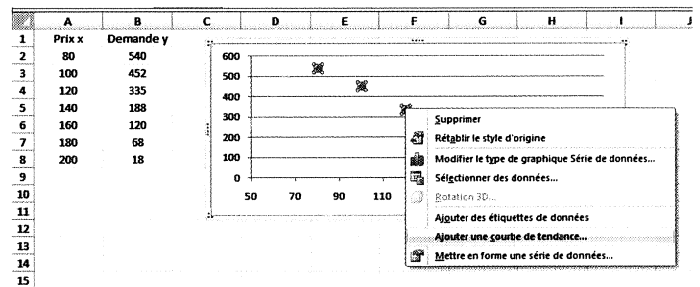 A B C D E F G H I J
1 Prix x Demande y
2 80 540
3 100 452
4 120 335
5 140 188
6 160 120
7 180 68
8 200 18
9
10
11
12
13
14
15
600
500
400
300
200
100
0
50 70 90 110
Supprimer
Rétablir le style d'origine
Modifier le type de graphique Série de données...
Sélectionner des données...
Rotation 3D...
Ajouter des étiquettes de données
Ajouter une courbe de tendance...
Mettre en forme une série de données...